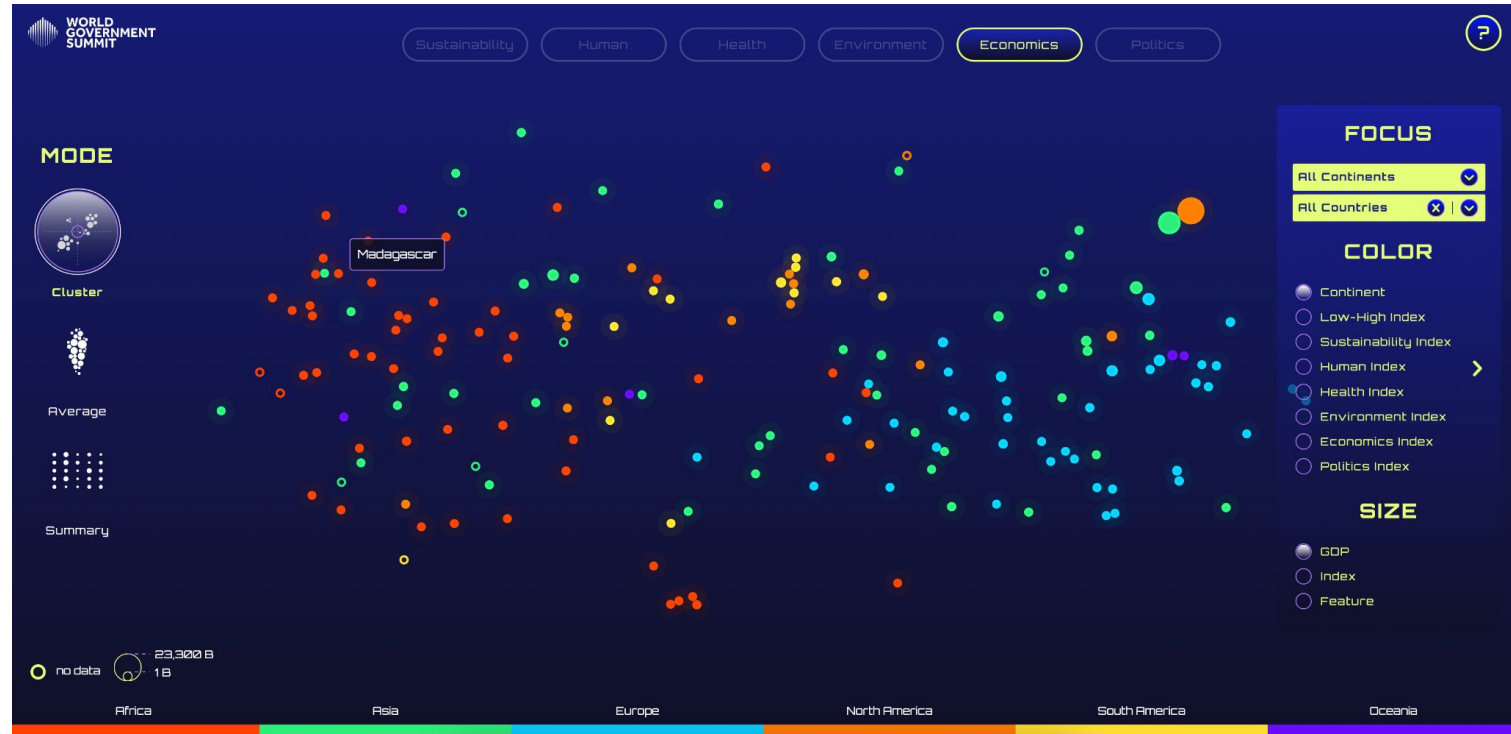 WORLD
GOVERNMENT
SUMMIT
Sustainability
Human
Health
Environment
Economics
Politics
?
MODE
Cluster
Average
Summary
Madagascar
FOCUS
All Continents
All Countries
COLOR
Continent
Low-High Index
Sustainability Index
Human Index
Health Index
Environment Index
Economics Index
Politics Index
SIZE
GDP
Index
Feature
no data
23,300 B
1 B
Africa
Asia
Europe
North America
South America
Oceania